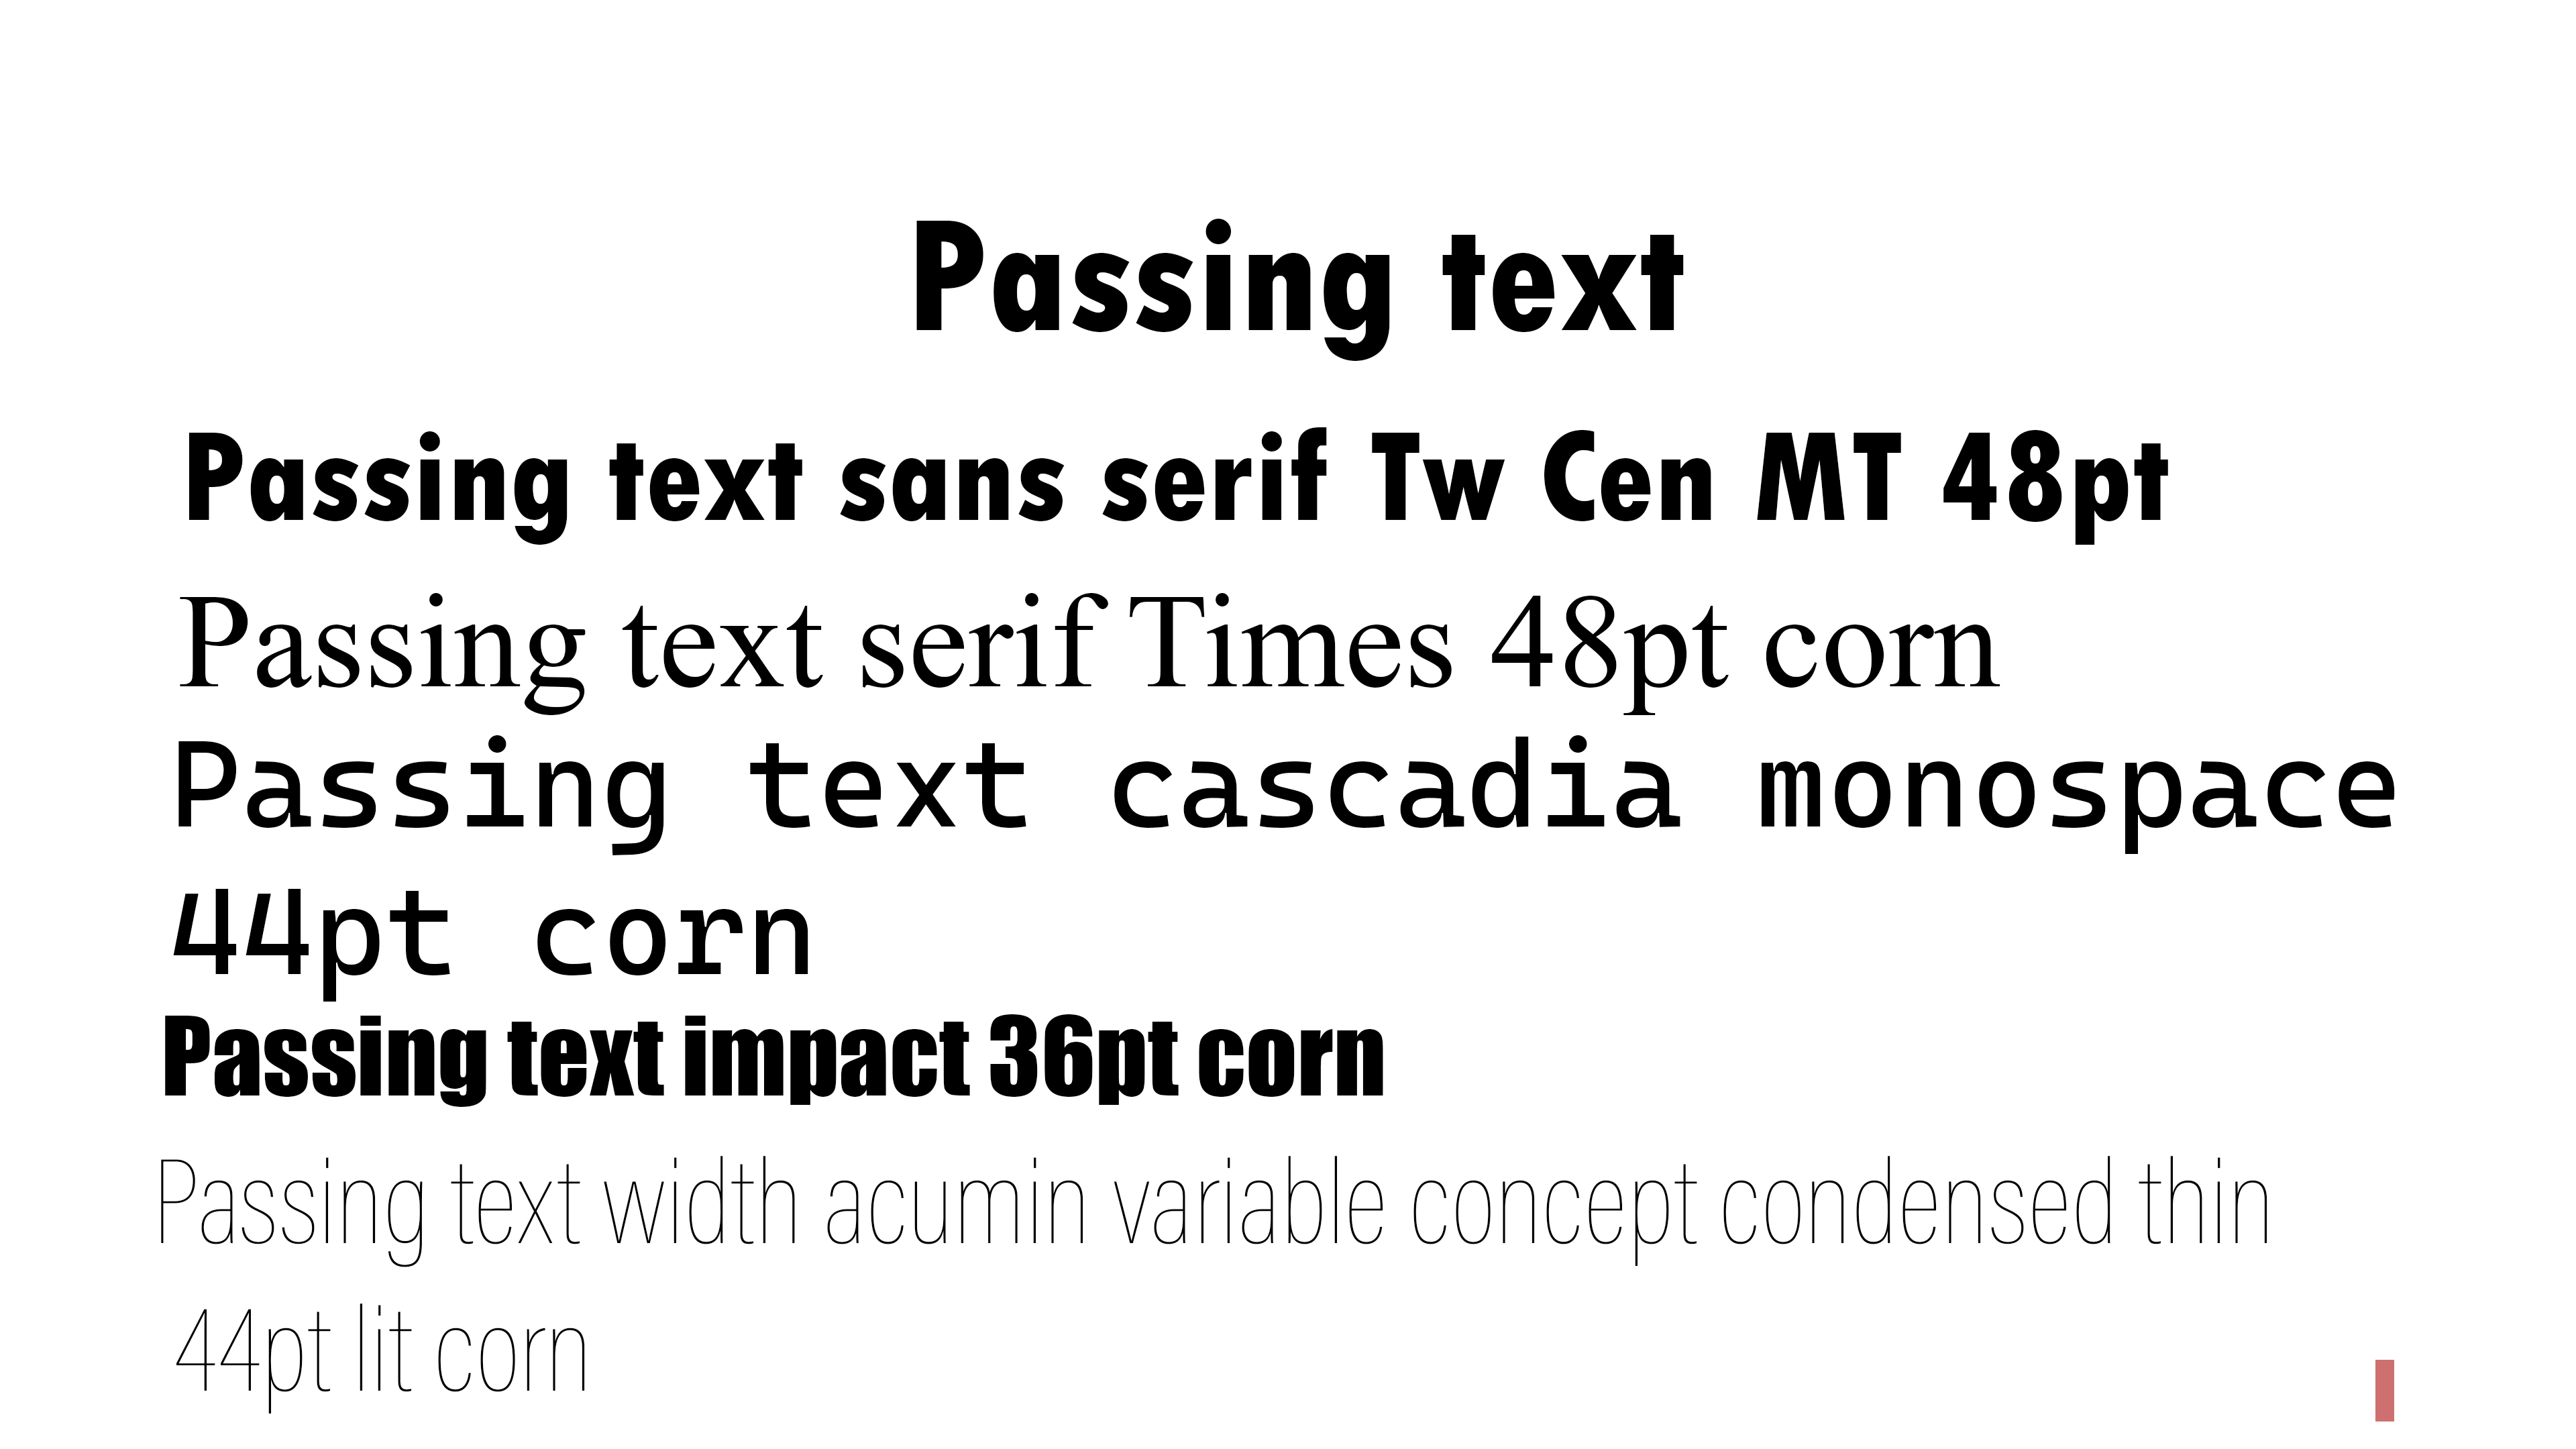 Passing text
Passing text sans serif Tw Cen MT 48pt
Passing text serif Times 48pt corn
Passing text cascadia monospace
44pt corn
Passing text impact 36pt corn
Passing text width acumin variable concept condensed thin
44pt lit corn